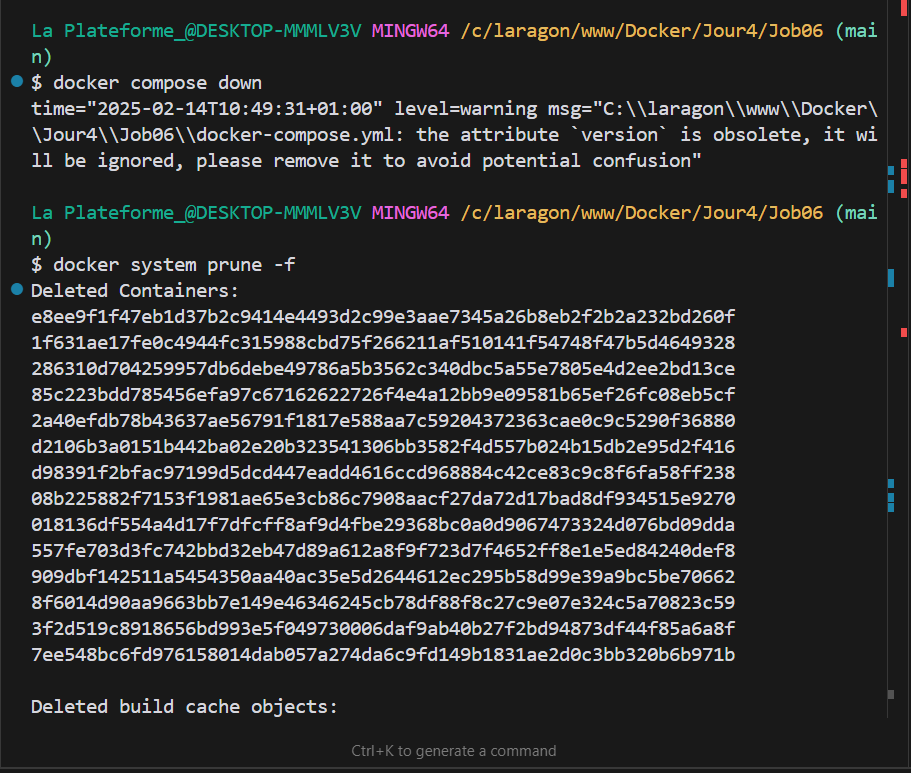 La Plateforme_@DESKTOP-MMMLV3V MINGW64 /c/laragon/www/Docker/Jour4/Job06 (mai
n)
$ docker compose down
time="2025-02-14T10:49:31+01:00" level=warning msg="C:\\laragon\\www\\Docker\
\Jour4\\Job06\\docker-compose.yml: the attribute `version` is obsolete, it wi
ll be ignored, please remove it to avoid potential confusion"
La Plateforme_@DESKTOP-MMMLV3V MINGW64 /c/laragon/www/Docker/Jour4/Job06 (mai
n)
$ docker system prune -f
Deleted Containers:
e8ee9f1f47eb1d37b2c9414e4493d2c99e3aae7345a26b8eb2f2b2a232bd260f
1f631ae17fe0c4944fc315988cbd75f266211af510141f54748f47b5d4649328
286310d704259957db6debe49786a5b3562c340dbc5a55e7805e4d2ee2bd13ce
85c223bdd785456efa97c67162622726f4e4a12bb9e09581b65ef26fc08eb5cf
2a40efdb78b43637ae56791f1817e588aa7c59204372363cae0c9c5290f36880
d2106b3a0151b442ba02e20b323541306bb3582f4d557b024b15db2e95d2f416
d98391f2bfac97199d5dcd447eadd4616ccd968884c42ce83c9c8f6fa58ff238
08b225882f7153f1981ae65e3cb86c7908aacf27da72d17bad8df934515e9270
018136df554a4d17f7dfcff8af9d4fbe29368bc0a0d9067473324d076bd09dda
557fe703d3fc742bbd32eb47d89a612a8f9f723d7f4652ff8e1e5ed84240def8
909dbf142511a5454350aa40ac35e5d2644612ec295b58d99e39a9bc5be70662
8f6014d90aa9663bb7e149e46346245cb78df88f8c27c9e07e324c5a70823c59
3f2d519c8918656bd993e5f049730006daf9ab40b27f2bd94873df44f85a6a8f
7ee548bc6fd976158014dab057a274da6c9fd149b1831ae2d0c3bb320b6b971b
Deleted build cache objects:
Ctrl+K to generate a command